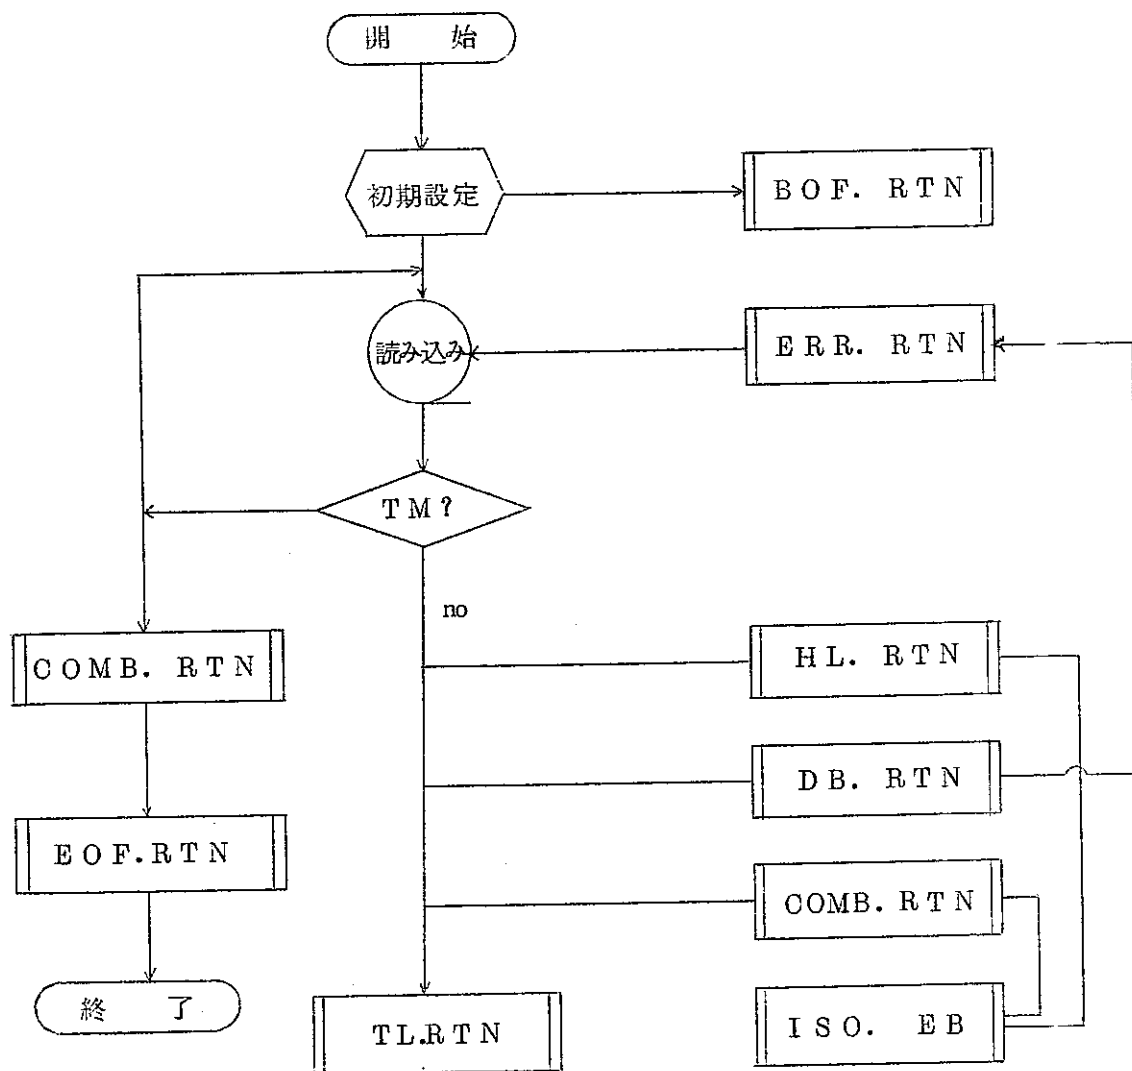 開 始
初期設定
BOF. RTN
読み込み
ERR. RTN
TM?
no
COMB. RTN
HL. RTN
DB. RTN
EOF.RTN
COMB. RTN
終 了
TL.RTN
ISO. EB